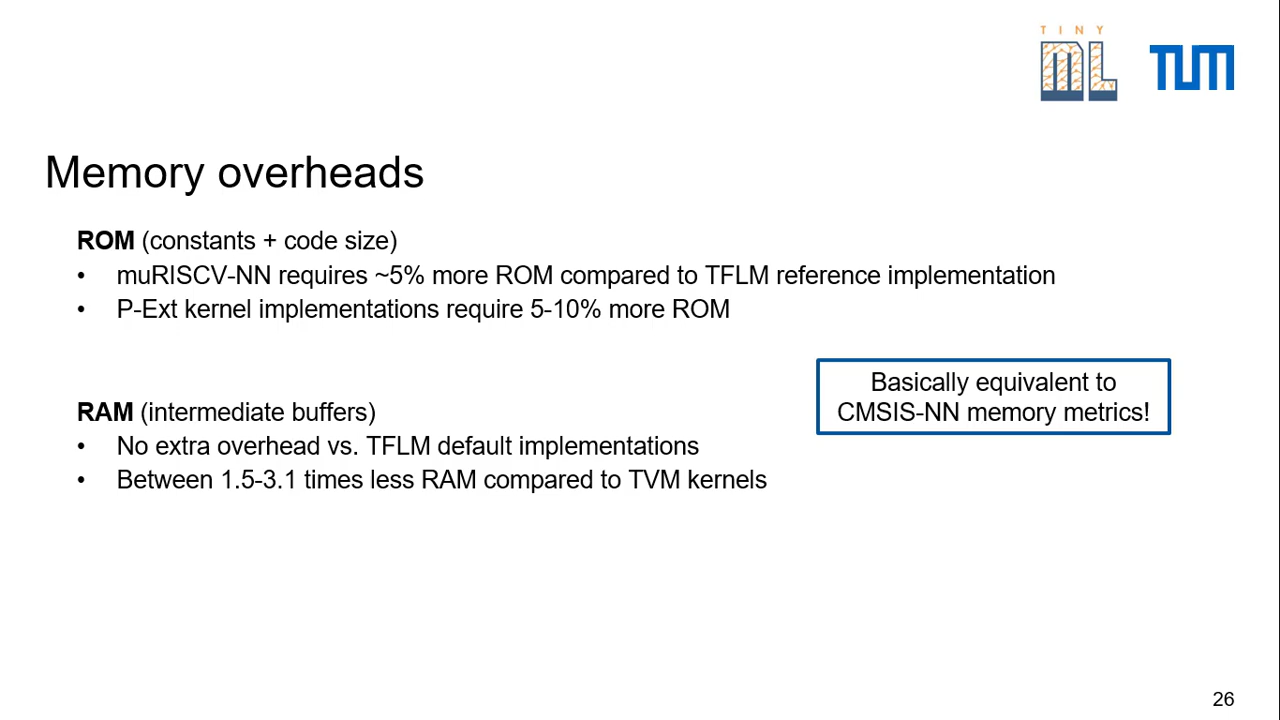 TINY
mL
TUM
Memory overheads
ROM (constants + code size)
• muRISCV-NN requires ~5% more ROM compared to TFLM reference implementation
• P-Ext kernel implementations require 5-10% more ROM
Basically equivalent to
CMSIS-NN memory metrics!
RAM (intermediate buffers)
• No extra overhead vs. TFLM default implementations
• Between 1.5-3.1 times less RAM compared to TVM kernels
26